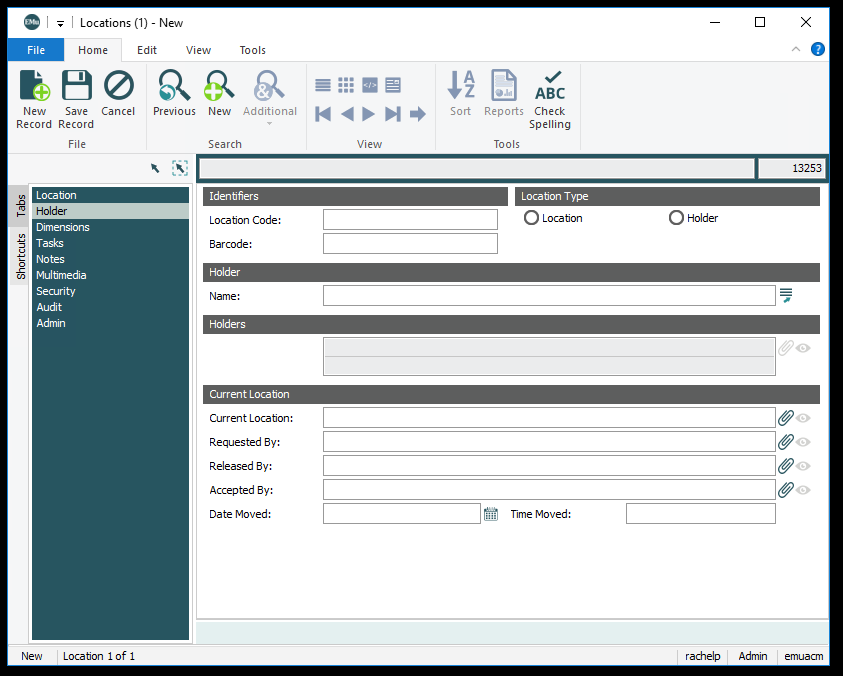 EMu Locations (1) - New
File Home Edit View Tools
New Record
Save Record
Cancel
Previous
New
& Additional
</>
A Z Sort
Reports
ABC Check Spelling
File Search View Tools
13253
Tabs
Shortcuts
Location
Holder
Dimensions
Tasks
Notes
Multimedia
Security
Audit
Admin
Identifiers
Location Code:
Barcode:
Location Type
Location Holder
Holder
Name:
Holders
Current Location
Current Location:
Requested By:
Released By:
Accepted By:
Date Moved: Time Moved:
New Location 1 of 1 rachelp Admin emuacm